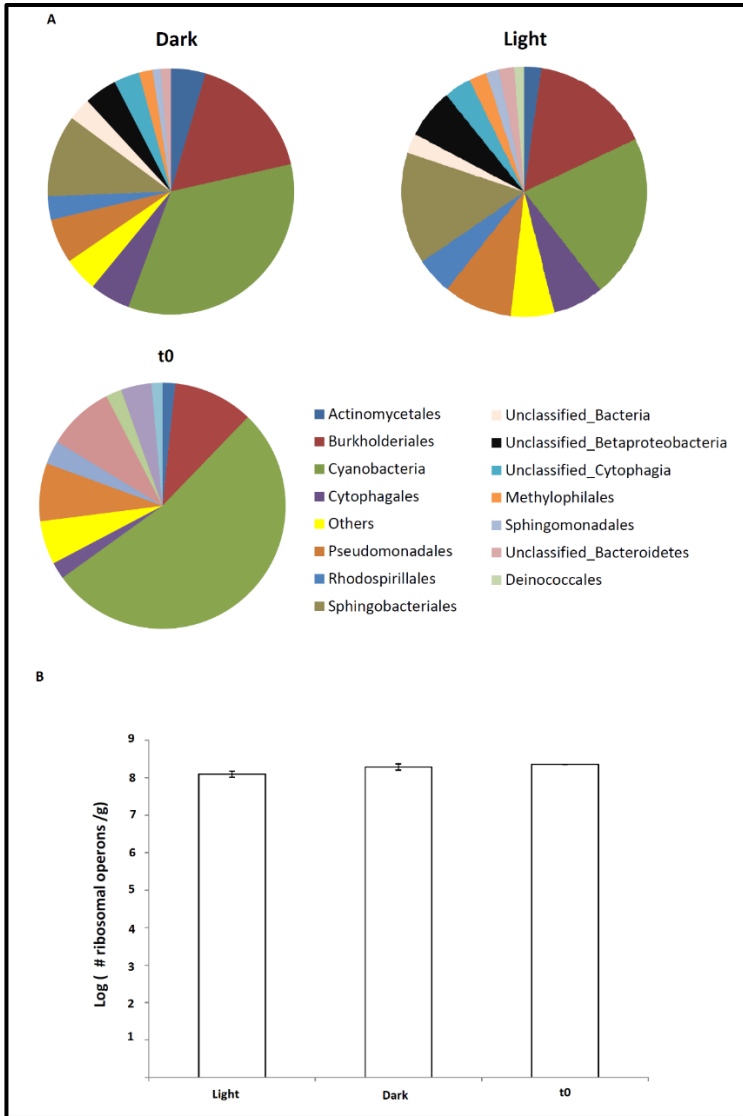 A
Dark
Light
t0
Actinomycetales
Burkholderiales
Cyanobacteria
Cytophagales
Others
Pseudomonadales
Rhodospirillales
Sphingobacteriales
Unclassified_Bacteria
Unclassified_Betaproteobacteria
Unclassified_Cytophagia
Methylophilales
Sphingomonadales
Unclassified_Bacteroidetes
Deinococcales
B
Log ( # ribosomal operons /g)
9
8
7
6
5
4
3
2
1
Light
Dark
t0